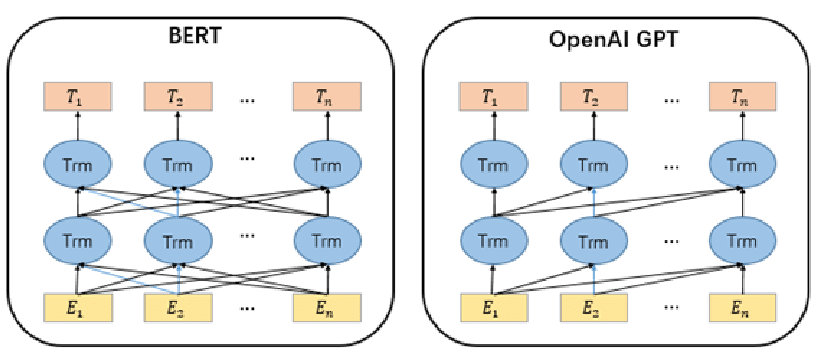 BERT
T₁ T₂ ... Tₙ
Trm Trm ... Trm
Trm Trm ... Trm
E₁ E₂ ... Eₙ
OpenAI GPT
T₁ T₂ ... Tₙ
Trm Trm ... Trm
Trm Trm ... Trm
E₁ E₂ ... Eₙ